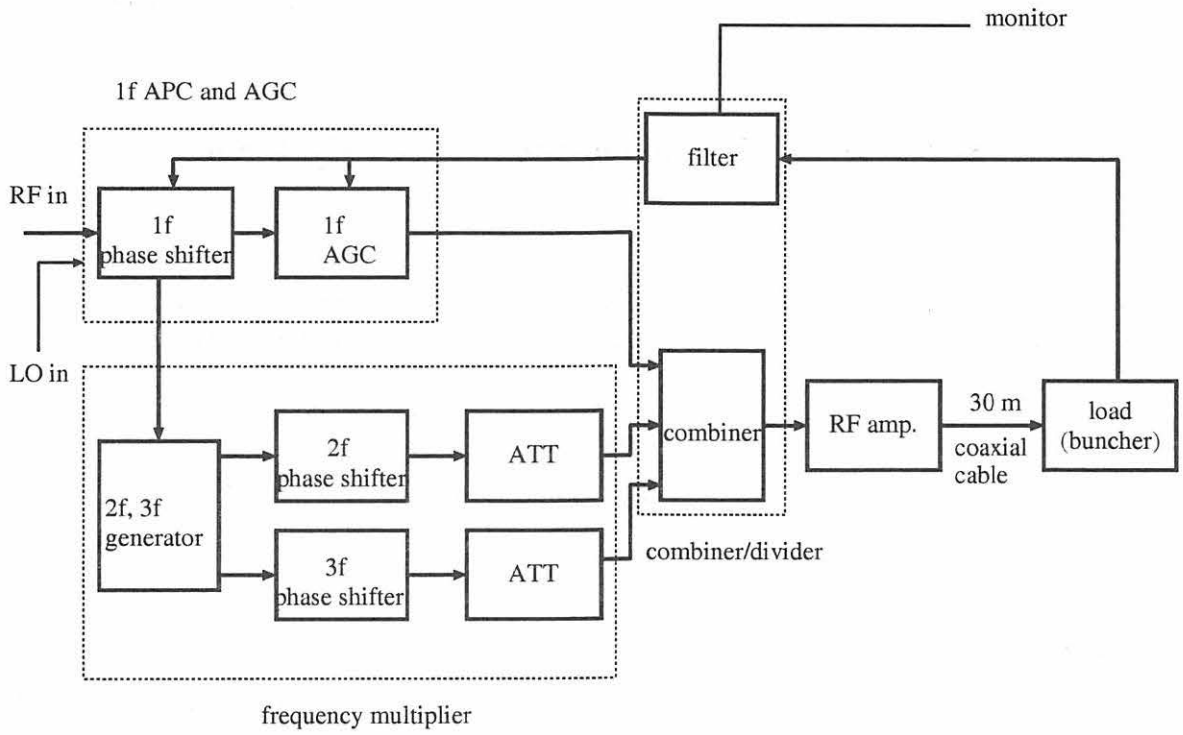 monitor
1f APC and AGC
filter
RF in
1f
phase shifter
1f
AGC
LO in
combiner
RF amp.
30 m
coaxial
cable
load
(buncher)
2f, 3f
generator
2f
phase shifter
ATT
3f
phase shifter
ATT
combiner/divider
frequency multiplier